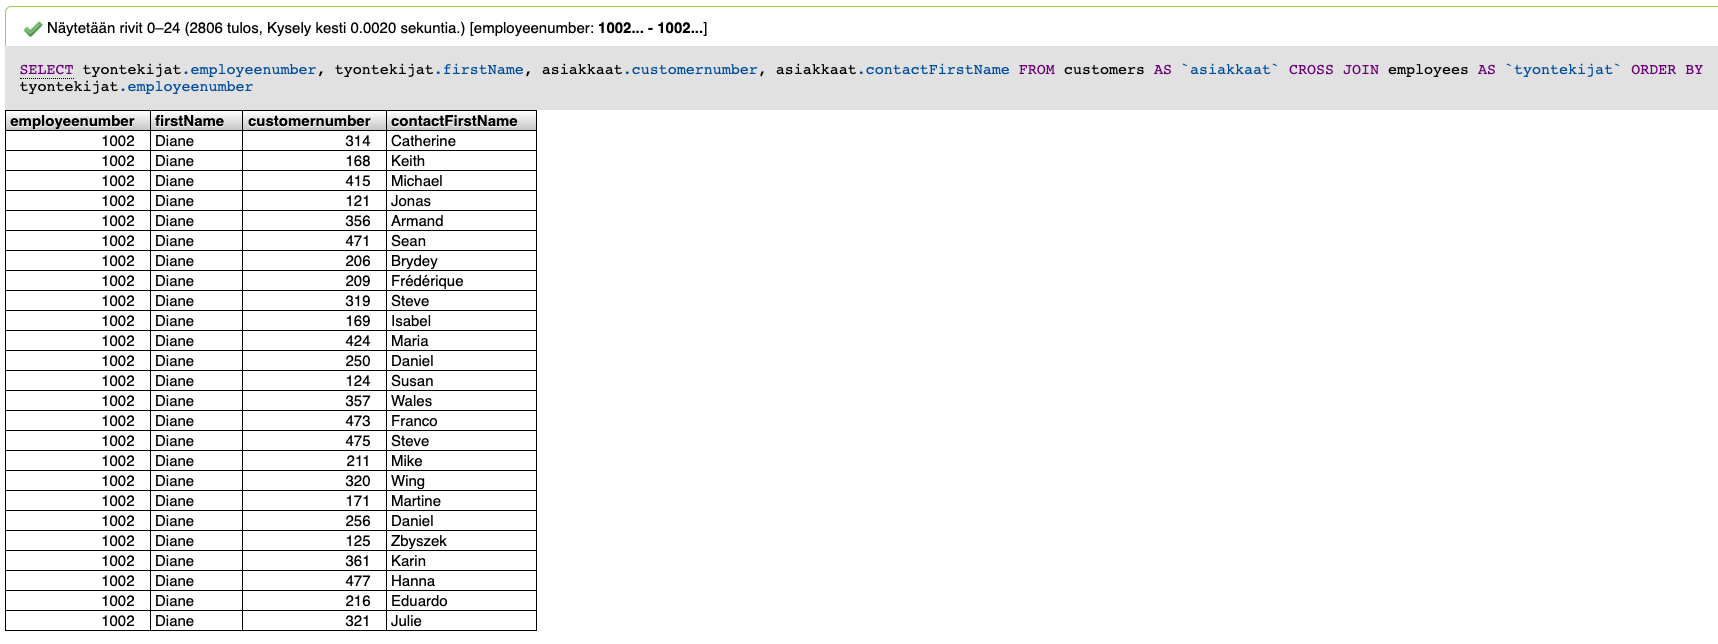 Näytetään rivit 0–24 (2806 tulos, Kysely kesti 0.0020 sekuntia.) [employeenumber: 1002... - 1002...]
SELECT tyontekijat.employeenumber, tyontekijat.firstName, asiakkaat.customernumber, asiakkaat.contactFirstName FROM customers AS `asiakkaat` CROSS JOIN employees AS `tyontekijat` ORDER BY
tyontekijat.employeenumber
employeenumber firstName customernumber contactFirstName
1002 Diane 314 Catherine
1002 Diane 168 Keith
1002 Diane 415 Michael
1002 Diane 121 Jonas
1002 Diane 356 Armand
1002 Diane 471 Sean
1002 Diane 206 Brydey
1002 Diane 209 Frédérique
1002 Diane 319 Steve
1002 Diane 169 Isabel
1002 Diane 424 Maria
1002 Diane 250 Daniel
1002 Diane 124 Susan
1002 Diane 357 Wales
1002 Diane 473 Franco
1002 Diane 475 Steve
1002 Diane 211 Mike
1002 Diane 320 Wing
1002 Diane 171 Martine
1002 Diane 256 Daniel
1002 Diane 125 Zbyszek
1002 Diane 361 Karin
1002 Diane 477 Hanna
1002 Diane 216 Eduardo
1002 Diane 321 Julie